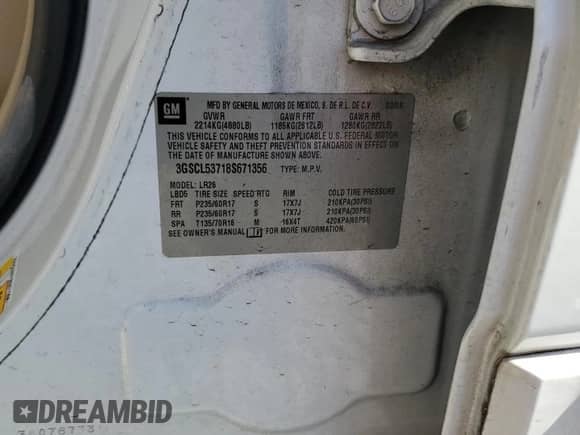 GM
MFD BY GENERAL MOTORS DE MEXICO, S. DE R.L. DE C.V.
GVWR GAWR FRT GAWR RR
2214KG(4880LB) 1185KG(2612LB) 1280KG(2822LB)
THIS VEHICLE CONFORMS TO ALL APPLICABLE U.S. FEDERAL MOTOR
VEHICLE SAFETY AND THEFT PREVENTION STANDARDS IN EFFECT ON THE
DATE OF MANUFACTURE SHOWN ABOVE.
3GSCL53718S671356 TYPE: M.P.V.
MODEL: LR26
LBD5 TIRE SIZE SPEED RTG RIM COLD TIRE PRESSURE
FRT P235/60R17 S 17X7J 210KPA(30PSI)
RR P235/60R17 S 17X7J 210KPA(30PSI)
SPA T135/70R16 M 16X4T 420KPA(60PSI)
SEE OWNER'S MANUAL
DREAMBID